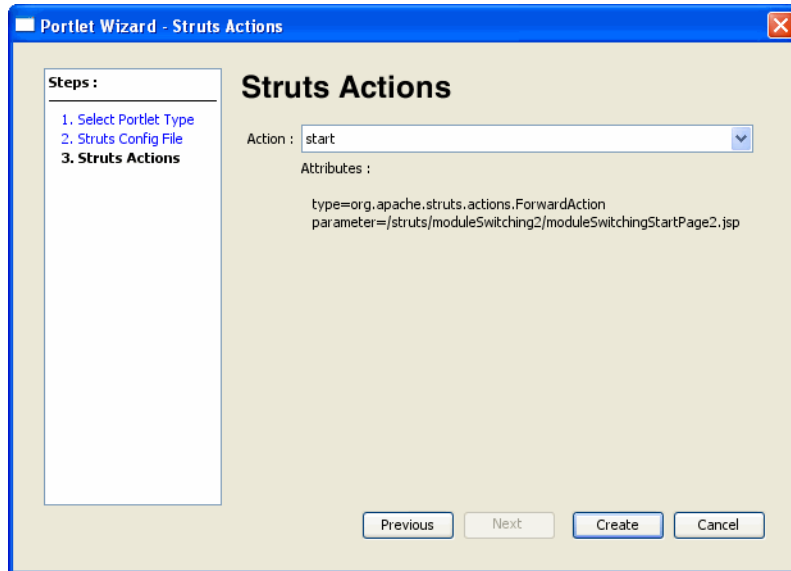 Portlet Wizard - Struts Actions
Steps :
1. Select Portlet Type
2. Struts Config File
3. Struts Actions
Struts Actions
Action : start
Attributes :
type=org.apache.struts.actions.ForwardAction
parameter=/struts/moduleSwitching2/moduleSwitchingStartPage2.jsp
Previous Next Create Cancel